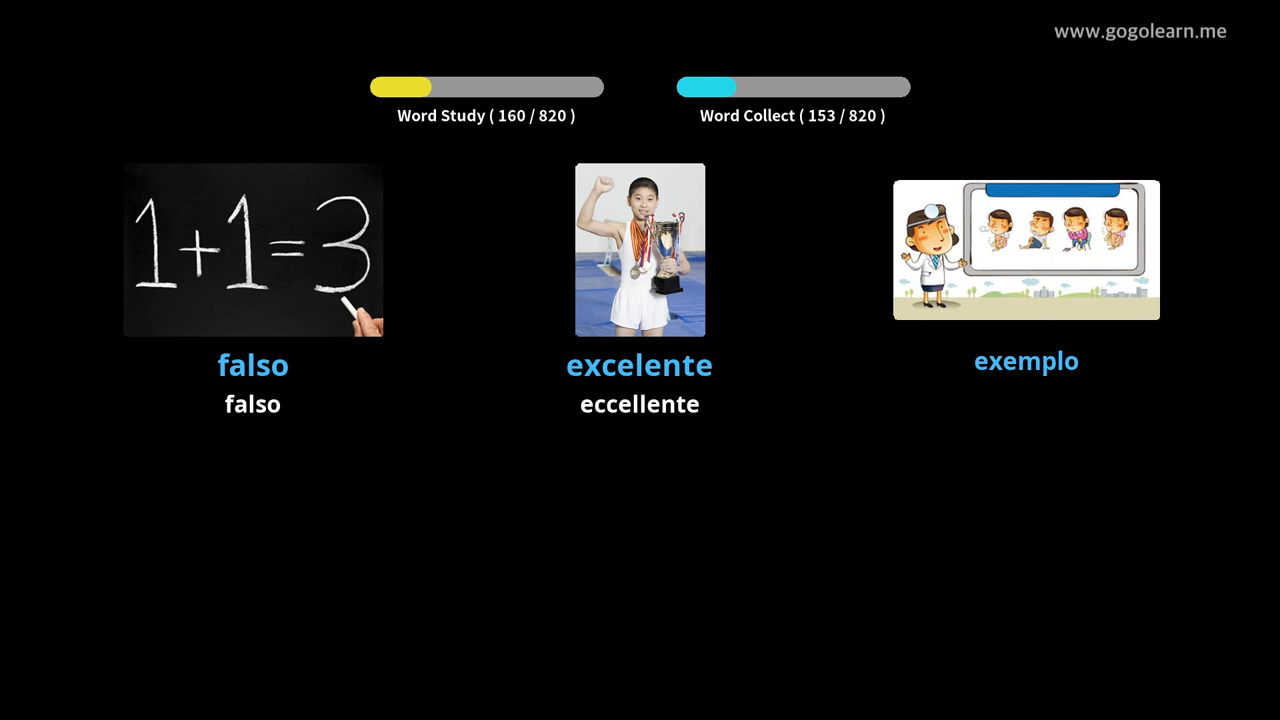 www.gogolearn.me
Word Study ( 160 / 820 )
Word Collect ( 153 / 820 )
1+1=3
falso
excelente
exemplo
falso
eccellente